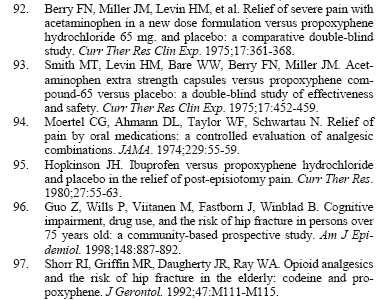 92. Berry FN, Miller JM, Levin HM, et al. Relief of severe pain with
acetaminophen in a new dose formulation versus propoxyphene
hydrochloride 65 mg. and placebo: a comparative double-blind
study. Curr Ther Res Clin Exp. 1975;17:361-368.
93. Smith MT, Levin HM, Bare WW, Berry FN, Miller JM. Acet-
aminophen extra strength capsules versus propoxyphene com-
pound-65 versus placebo: a double-blind study of effectiveness
and safety. Curr Ther Res Clin Exp. 1975;17:452-459.
94. Moertel CG, Ahmann DL, Taylor WF, Schwartau N. Relief of
pain by oral medications: a controlled evaluation of analgesic
combinations. JAMA. 1974;229:55-59.
95. Hopkinson JH. Ibuprofen versus propoxyphene hydrochloride
and placebo in the relief of post-episiotomy pain. Curr Ther Res.
1980;27:55-63.
96. Guo Z, Wills P, Viitanen M, Fastborn J, Winblad B. Cognitive
impairment, drug use, and the risk of hip fracture in persons over
75 years old: a community-based prospective study. Am J Epi-
demiol. 1998;148:887-892.
97. Shorr RI, Griffin MR, Daugherty JR, Ray WA. Opioid analgesics
and the risk of hip fracture in the elderly: codeine and pro-
poxyphene. J Gerontol. 1992;47:M111-M115.